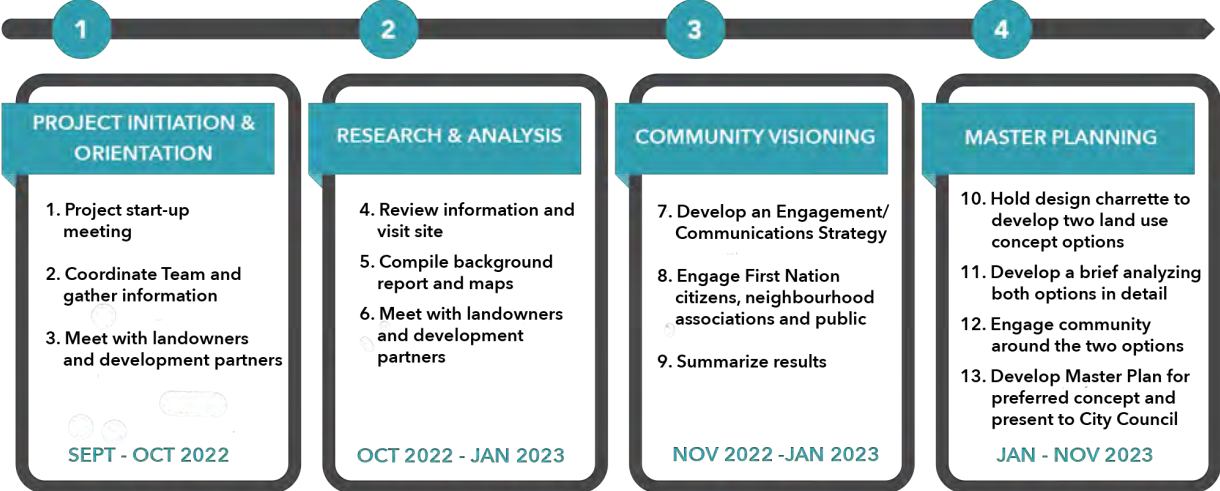 1
2
3
4
PROJECT INITIATION &
ORIENTATION
1. Project start-up
meeting
2. Coordinate Team and
gather information
3. Meet with landowners
and development partners
SEPT - OCT 2022
RESEARCH & ANALYSIS
4. Review information and
visit site
5. Compile background
report and maps
6. Meet with landowners
and development
partners
OCT 2022 - JAN 2023
COMMUNITY VISIONING
7. Develop an Engagement/
Communications Strategy
8. Engage First Nation
citizens, neighbourhood
associations and public
9. Summarize results
NOV 2022 -JAN 2023
MASTER PLANNING
10. Hold design charrette to
develop two land use
concept options
11. Develop a brief analyzing
both options in detail
12. Engage community
around the two options
13. Develop Master Plan for
preferred concept and
present to City Council
JAN - NOV 2023